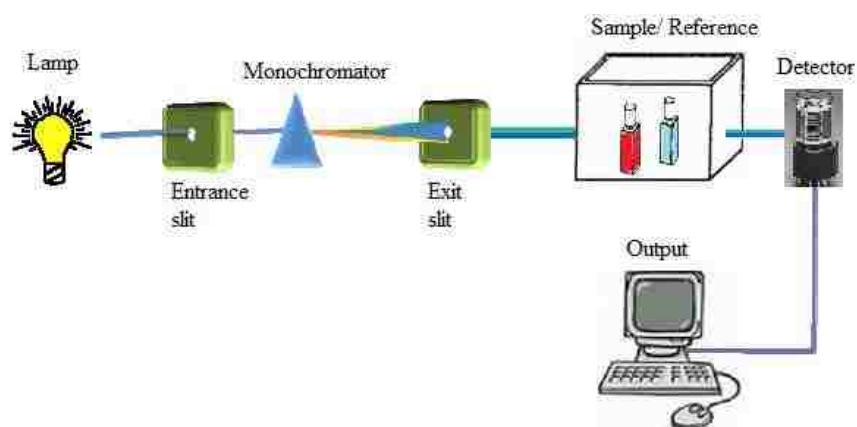 Sample/ Reference
Lamp
Monochromator
Detector
Entrance
slit
Exit
slit
Output